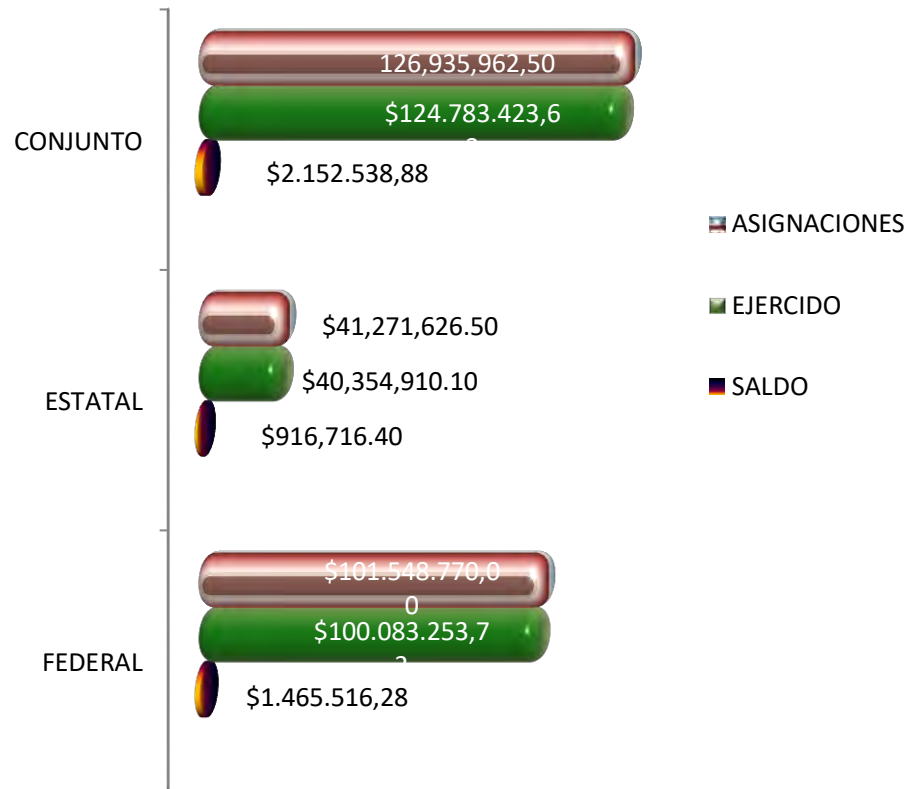 126,935,962,50
$124.783.423,6
CONJUNTO
$2.152.538,88
ASIGNACIONES
EJERCIDO
SALDO
$41,271,626.50
$40,354,910.10
ESTATAL
$916,716.40
$101.548.770,0
0
$100.083.253,7
FEDERAL
$1.465.516,28